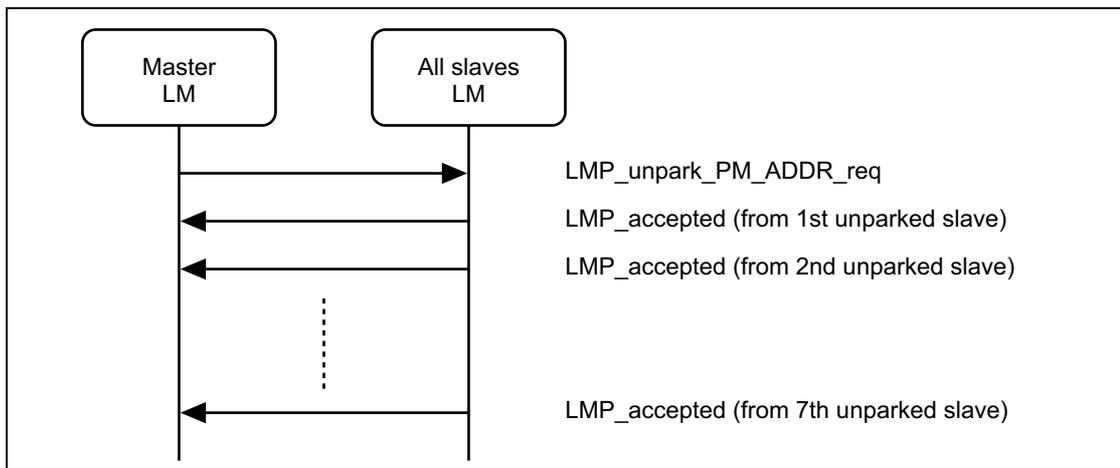 Master
LM
All slaves
LM
LMP_unpark_PM_ADDR_req
LMP_accepted (from 1st unparked slave)
LMP_accepted (from 2nd unparked slave)
LMP_accepted (from 7th unparked slave)